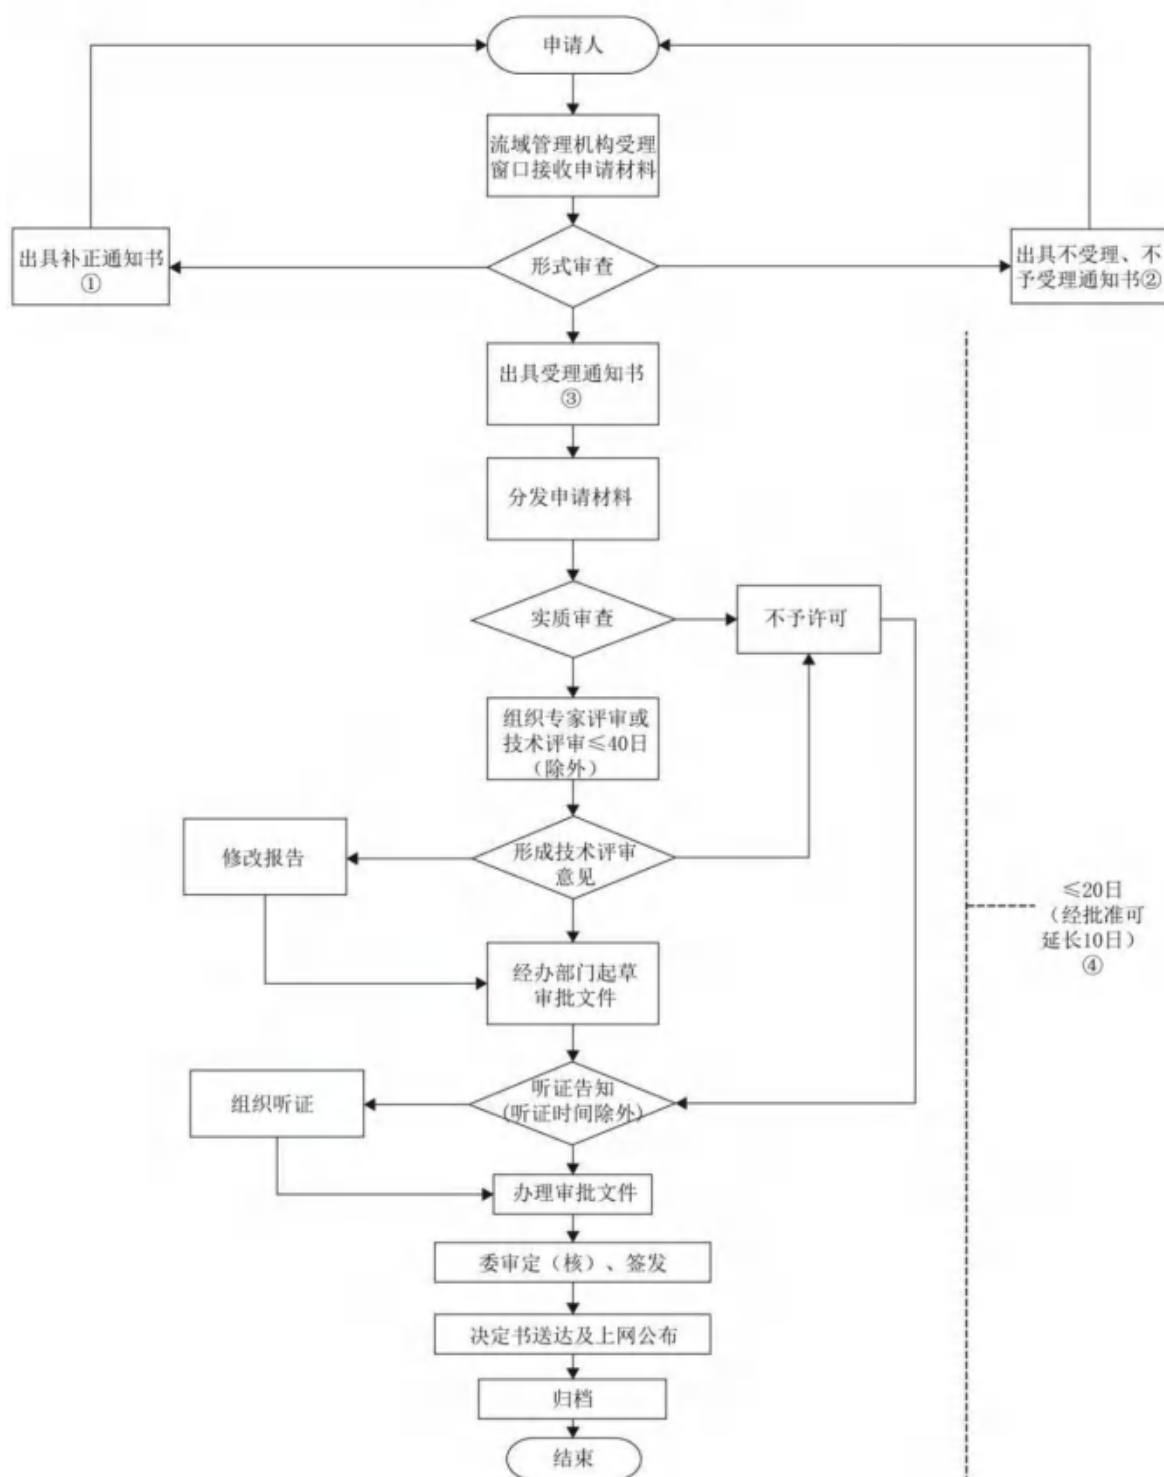 申请人
流域管理机构受理
窗口接收申请材料
出具补正通知书
①
形式审查
出具不受理、不
予受理通知书②
出具受理通知书
③
分发申请材料
实质审查
不予许可
组织专家评审或
技术评审≤40日
（除外）
修改报告
形成技术评审
意见
≤20日
（经批准可
延长10日）
④
经办部门起草
审批文件
组织听证
听证告知
(听证时间除外)
办理审批文件
委审定（核）、签发
决定书送达及上网公布
归档
结束